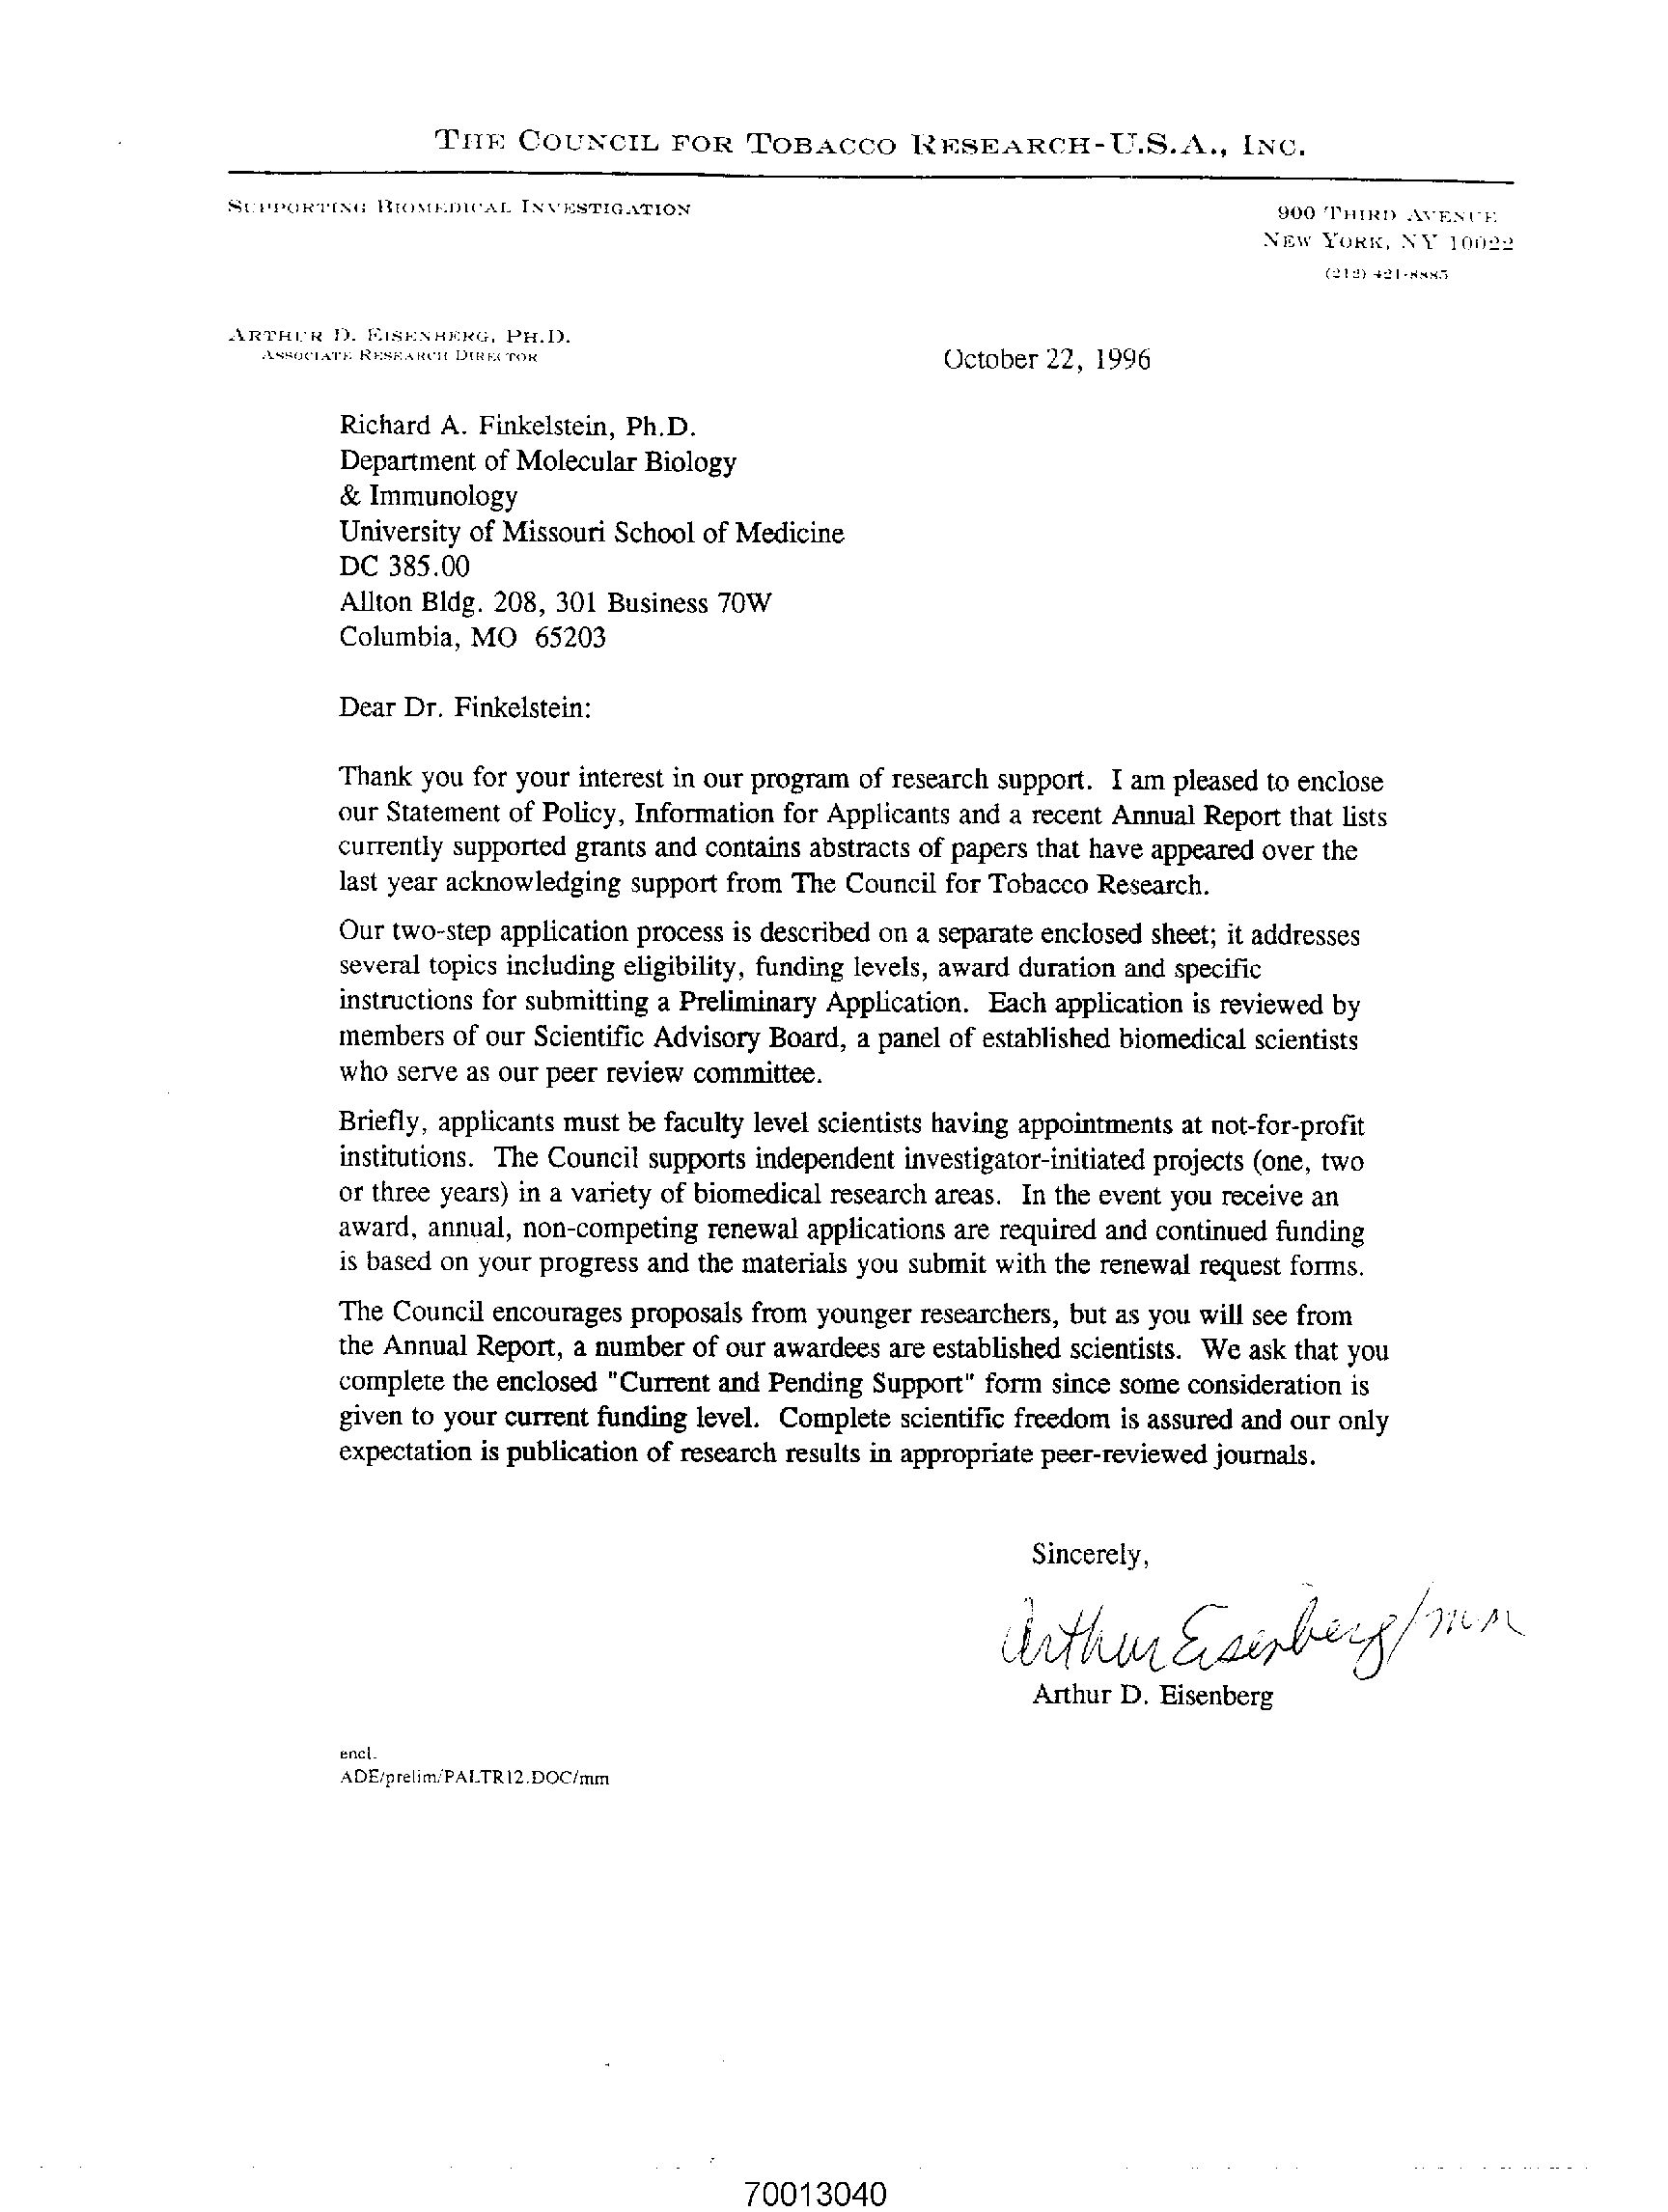 THE COUNCIL FOR TOBACCO RESEARCH-U.S.A., INC.
SUPPORTING BIOMEDICAL INVESTIGATION
900 THIRD AVENUE
NEW YORK, NY 10022
(212) 421-8885
ARTHUR D. EISENBERG, PH.D.
ASSOCIATE RESEARCH DIRECTOR
October 22, 1996
Richard A. Finkelstein, Ph.D.
Department of Molecular Biology
& Immunology
University of Missouri School of Medicine
DC 385.00
Allton Bldg. 208, 301 Business 70W
Columbia, MO 65203
Dear Dr. Finkelstein:
Thank you for your interest in our program of research support. I am pleased to enclose
our Statement of Policy, Information for Applicants and a recent Annual Report that lists
currently supported grants and contains abstracts of papers that have appeared over the
last year acknowledging support from The Council for Tobacco Research.
Our two-step application process is described on a separate enclosed sheet; it addresses
several topics including eligibility, funding levels, award duration and specific
instructions for submitting a Preliminary Application. Each application is reviewed by
members of our Scientific Advisory Board, a panel of established biomedical scientists
who serve as our peer review committee.
Briefly, applicants must be faculty level scientists having appointments at not-for-profit
institutions. The Council supports independent investigator-initiated projects (one, two
or three years) in a variety of biomedical research areas. In the event you receive an
award, annual, non-competing renewal applications are required and continued funding
is based on your progress and the materials you submit with the renewal request forms.
The Council encourages proposals from younger researchers, but as you will see from
the Annual Report, a number of our awardees are established scientists. We ask that you
complete the enclosed "Current and Pending Support" form since some consideration is
given to your current funding level. Complete scientific freedom is assured and our only
expectation is publication of research results in appropriate peer-reviewed journals.
Sincerely,
Arthur Eisenberg/mm
Arthur D. Eisenberg
encl.
ADE/prelim/PALTR12.DOC/mm
70013040